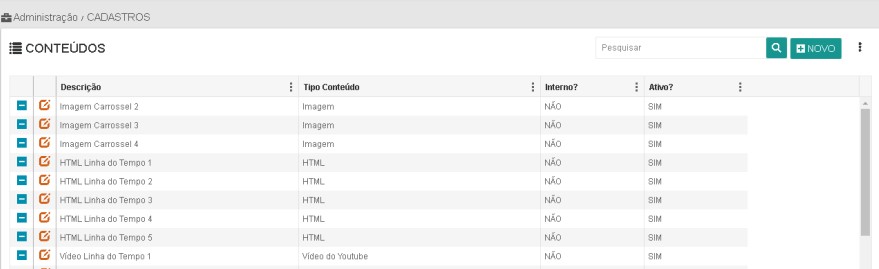 Administração / CADASTROS
CONTEÚDOS
Pesquisar
NOVO
Descrição Tipo Conteúdo Interno? Ativo?
Imagem Carrossel 2 Imagem NÃO SIM
Imagem Carrossel 3 Imagem NÃO SIM
Imagem Carrossel 4 Imagem NÃO SIM
HTML Linha do Tempo 1 HTML NÃO SIM
HTML Linha do Tempo 2 HTML NÃO SIM
HTML Linha do Tempo 3 HTML NÃO SIM
HTML Linha do Tempo 4 HTML NÃO SIM
HTML Linha do Tempo 5 HTML NÃO SIM
Vídeo Linha do Tempo 1 Vídeo do Youtube NÃO SIM